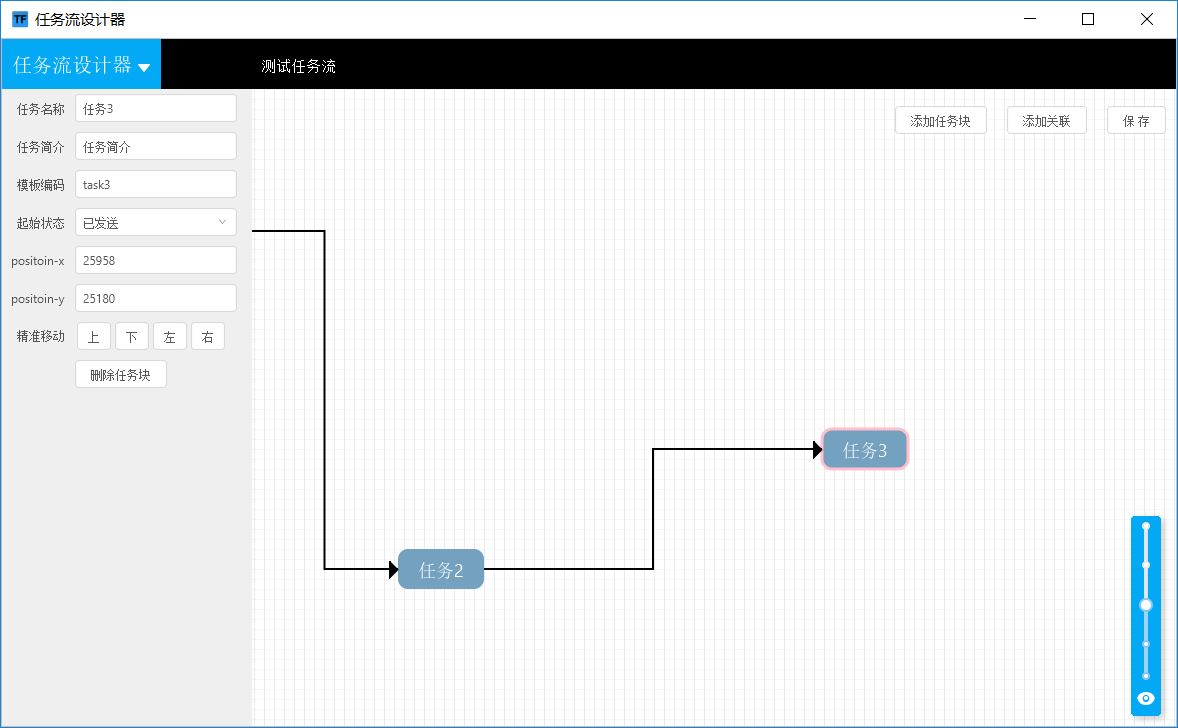 TF 任务流设计器
任务流设计器
测试任务流
任务名称 任务3
任务简介 任务简介
模板编码 task3
起始状态 已发送
positoin-x 25958
positoin-y 25180
精准移动 上 下 左 右
删除任务块
添加任务块 添加关联 保 存
任务3
任务2